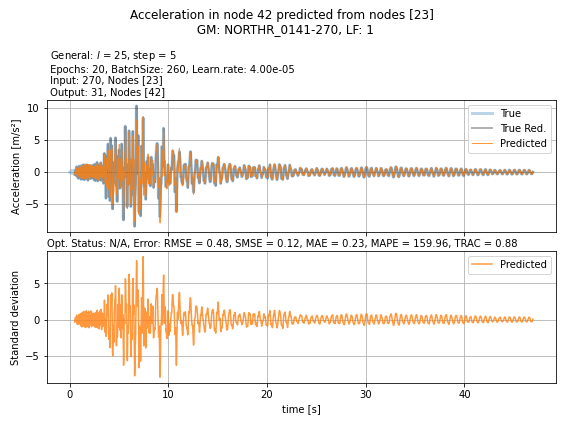 Acceleration in node 42 predicted from nodes [23]
GM: NORTHR_0141-270, LF: 1
General: l = 25, step = 5
Epochs: 20, BatchSize: 260, Learn.rate: 4.00e-05
Input: 270, Nodes [23]
Output: 31, Nodes [42]
Acceleration [m/s²]
10
5
0
−5
True
True Red.
Predicted
Opt. Status: N/A, Error: RMSE = 0.48, SMSE = 0.12, MAE = 0.23, MAPE = 159.96, TRAC = 0.88
Standard deviation
5
0
−5
Predicted
0 10 20 30 40
time [s]